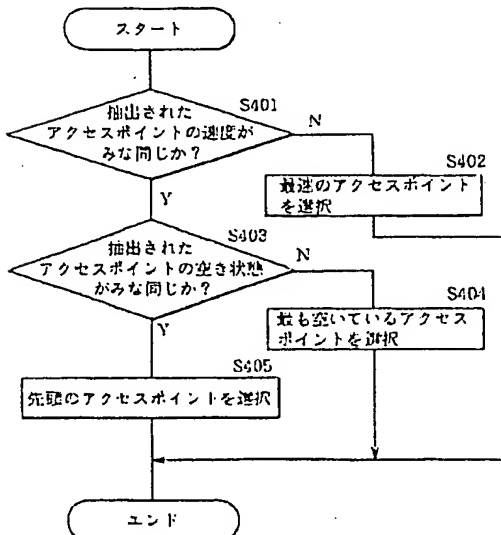 スタート
S401
抽出された
アクセスポイントの速度が
みな同じか？
N
Y
S402
最速のアクセスポイント
を選択
S403
抽出された
アクセスポイントの空き状態
がみな同じか？
N
Y
S404
最も空いているアクセス
ポイントを選択
S405
先頭のアクセスポイントを選択
エンド